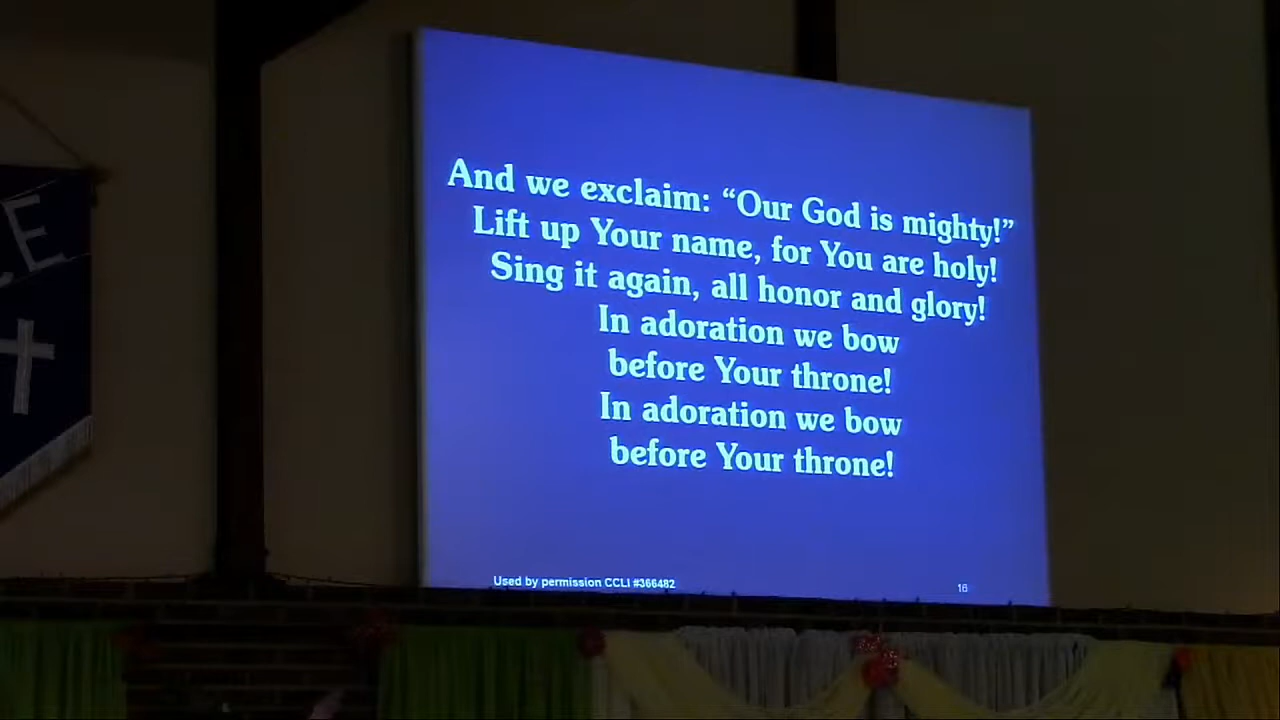 And we exclaim: “Our God is mighty!”
Lift up Your name, for You are holy!
Sing it again, all honor and glory!
In adoration we bow
before Your throne!
In adoration we bow
before Your throne!
Used by permission CCLI #366482
16